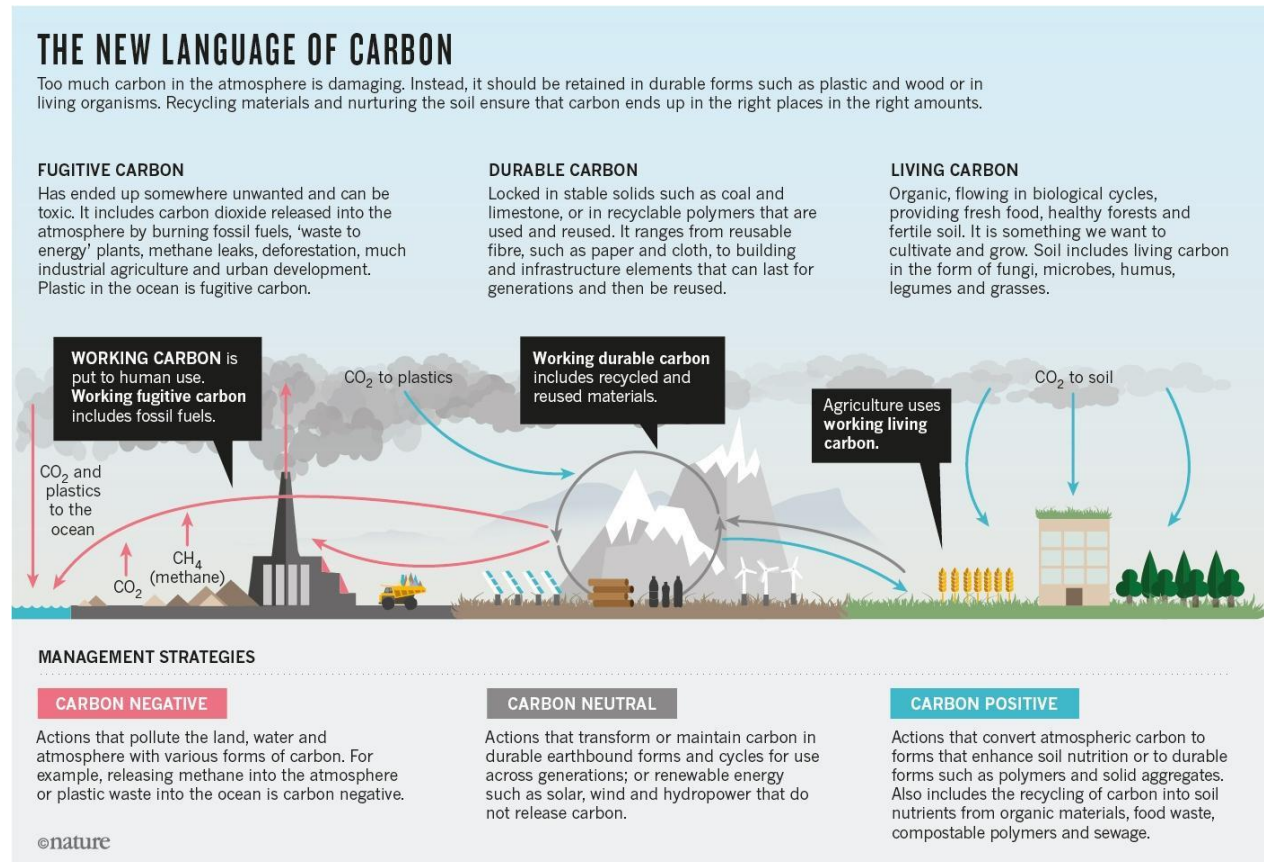 THE NEW LANGUAGE OF CARBON
Too much carbon in the atmosphere is damaging. Instead, it should be retained in durable forms such as plastic and wood or in
living organisms. Recycling materials and nurturing the soil ensure that carbon ends up in the right places in the right amounts.
FUGITIVE CARBON
Has ended up somewhere unwanted and can be
toxic. It includes carbon dioxide released into the
atmosphere by burning fossil fuels, ‘waste to
energy’ plants, methane leaks, deforestation, much
industrial agriculture and urban development.
Plastic in the ocean is fugitive carbon.
DURABLE CARBON
Locked in stable solids such as coal and
limestone, or in recyclable polymers that are
used and reused. It ranges from reusable
fibre, such as paper and cloth, to building
and infrastructure elements that can last for
generations and then be reused.
LIVING CARBON
Organic, flowing in biological cycles,
providing fresh food, healthy forests and
fertile soil. It is something we want to
cultivate and grow. Soil includes living carbon
in the form of fungi, microbes, humus,
legumes and grasses.
WORKING CARBON is
put to human use.
Working fugitive carbon
includes fossil fuels.
CO₂ to plastics
Working durable carbon
includes recycled and
reused materials.
Agriculture uses
working living
carbon.
CO₂ to soil
CO₂ and
plastics
to the
ocean
CO₂
CH₄
(methane)
MANAGEMENT STRATEGIES
CARBON NEGATIVE
Actions that pollute the land, water and
atmosphere with various forms of carbon. For
example, releasing methane into the atmosphere
or plastic waste into the ocean is carbon negative.
CARBON NEUTRAL
Actions that transform or maintain carbon in
durable earthbound forms and cycles for use
across generations; or renewable energy
such as solar, wind and hydropower that do
not release carbon.
CARBON POSITIVE
Actions that convert atmospheric carbon to
forms that enhance soil nutrition or to durable
forms such as polymers and solid aggregates.
Also includes the recycling of carbon into soil
nutrients from organic materials, food waste,
compostable polymers and sewage.
©nature